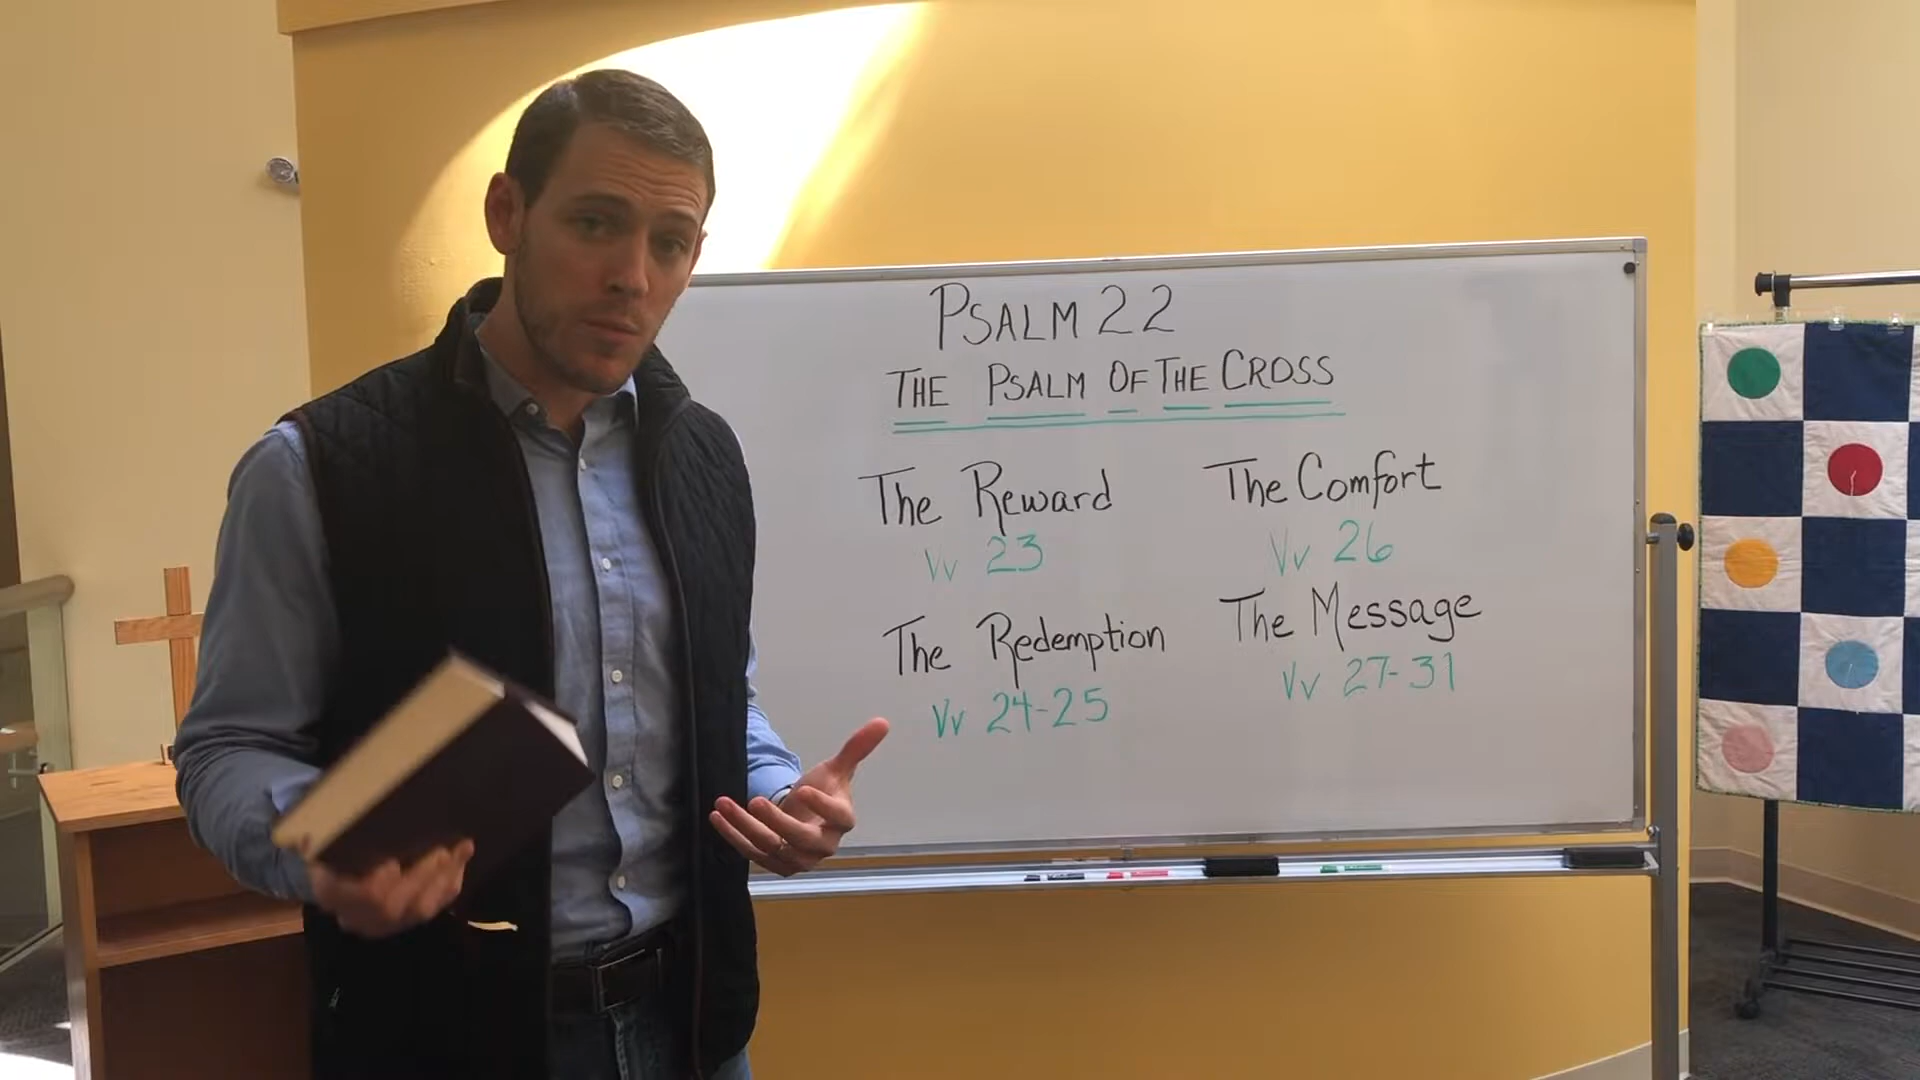 PSALM 22
THE PSALM OF THE CROSS
The Reward
Vv 23
The Redemption
Vv 24-25
The Comfort
Vv 26
The Message
Vv 27-31